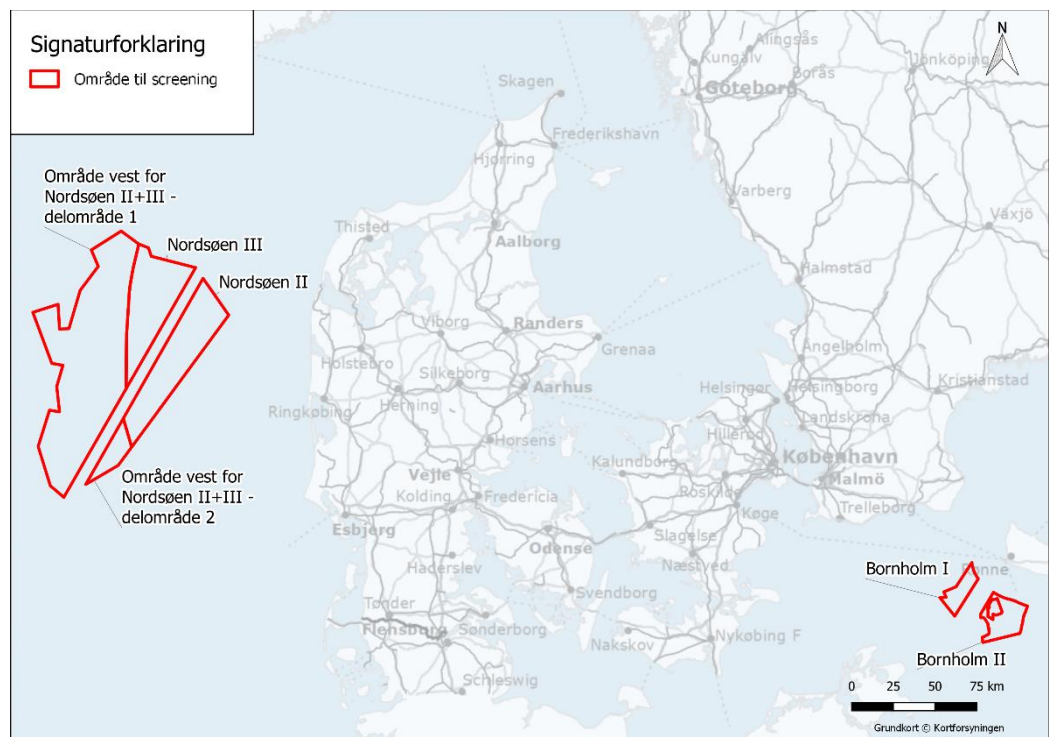 Signaturforklaring
Område til screening
N
Område vest for
Nordsøen II+III -
delområde 1
Nordsøen III
Nordsøen II
Område vest for
Nordsøen II+III -
delområde 2
Skagen
Frederikshavn
Hjørring
Thisted
Aalborg
Viborg
Randers
Grenaa
Holstebro
Silkeborg
Aarhus
Herning
Ringkøbing
Horsens
Vejle
Kolding
Fredericia
Esbjerg
Odense
Haderslev
Svendborg
Tønder
Flensburg
Sønderborg
Schleswig
Kungälv
Alingsås
Borås
Jönköping
Göteborg
Varberg
Växjö
Halmstad
Ängelholm
Helsingør
Helsingborg
Kristianstad
Landskrona
Hillerød
København
Kalundborg
Roskilde
Malmö
Køge
Trelleborg
Slagelse
Næstved
Nakskov
Nykøbing F
Rønne
Bornholm I
Bornholm II
0 25 50 75 km
Grundkort © Kortforsyningen